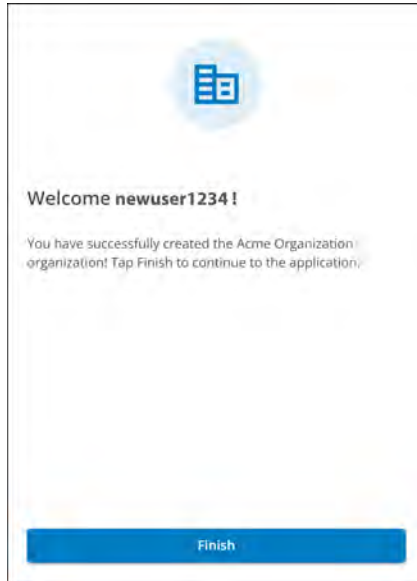 Welcome newuser1234!
You have successfully created the Acme Organization
organization! Tap Finish to continue to the application.
Finish